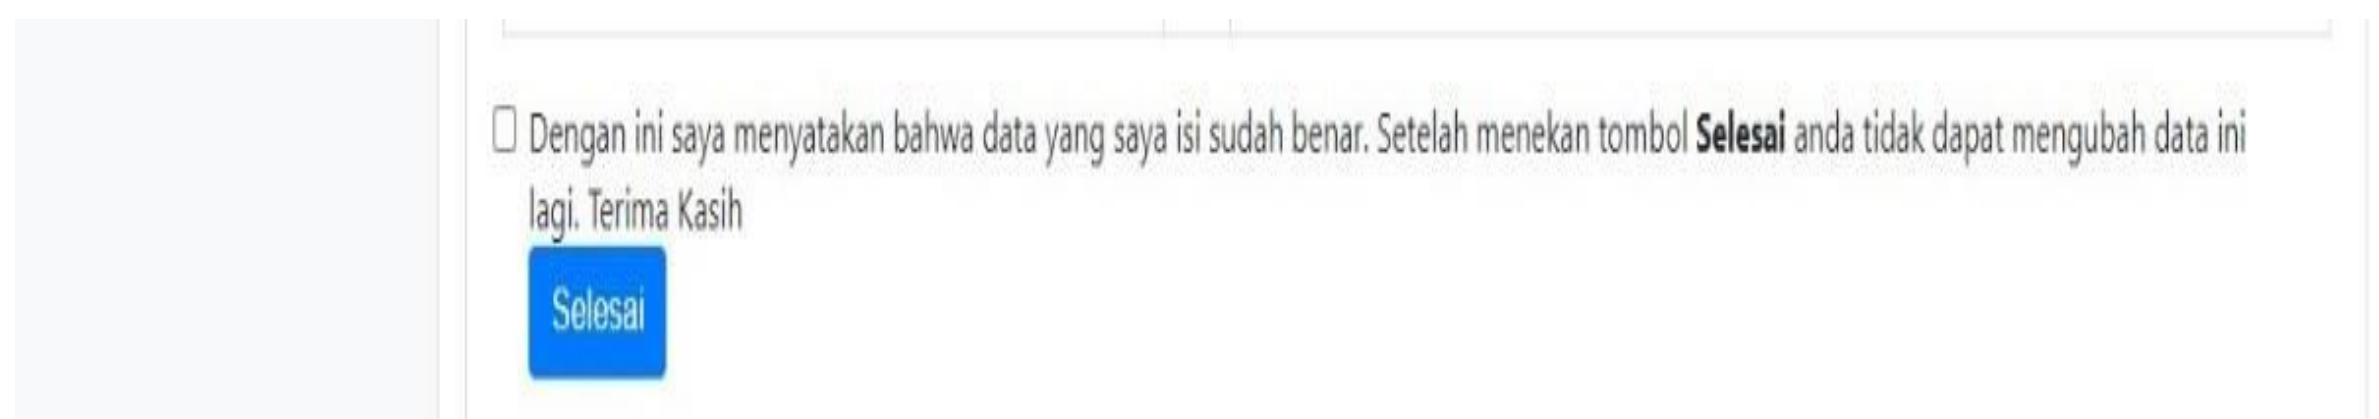 Dengan ini saya menyatakan bahwa data yang saya isi sudah benar. Setelah menekan tombol Selesai anda tidak dapat mengubah data ini
lagi. Terima Kasih
Selesai